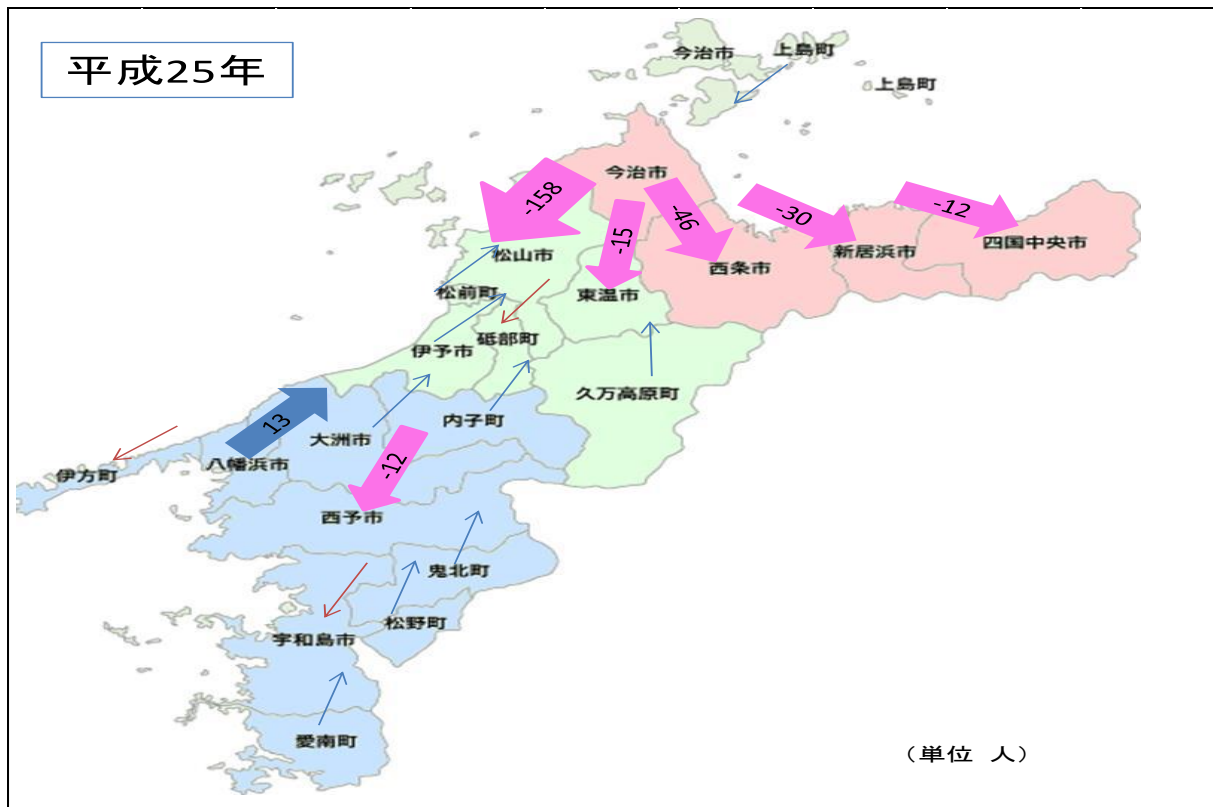 平成25年
今治市
上島町
上島町
今治市
-158
-46
-15
-30
-12
四国中央市
新居浜市
西条市
松山市
東温市
松前町
砥部町
伊予市
久万高原町
内子町
13
大洲市
-12
八幡浜市
伊方町
西予市
鬼北町
松野町
宇和島市
愛南町
（単位 人）